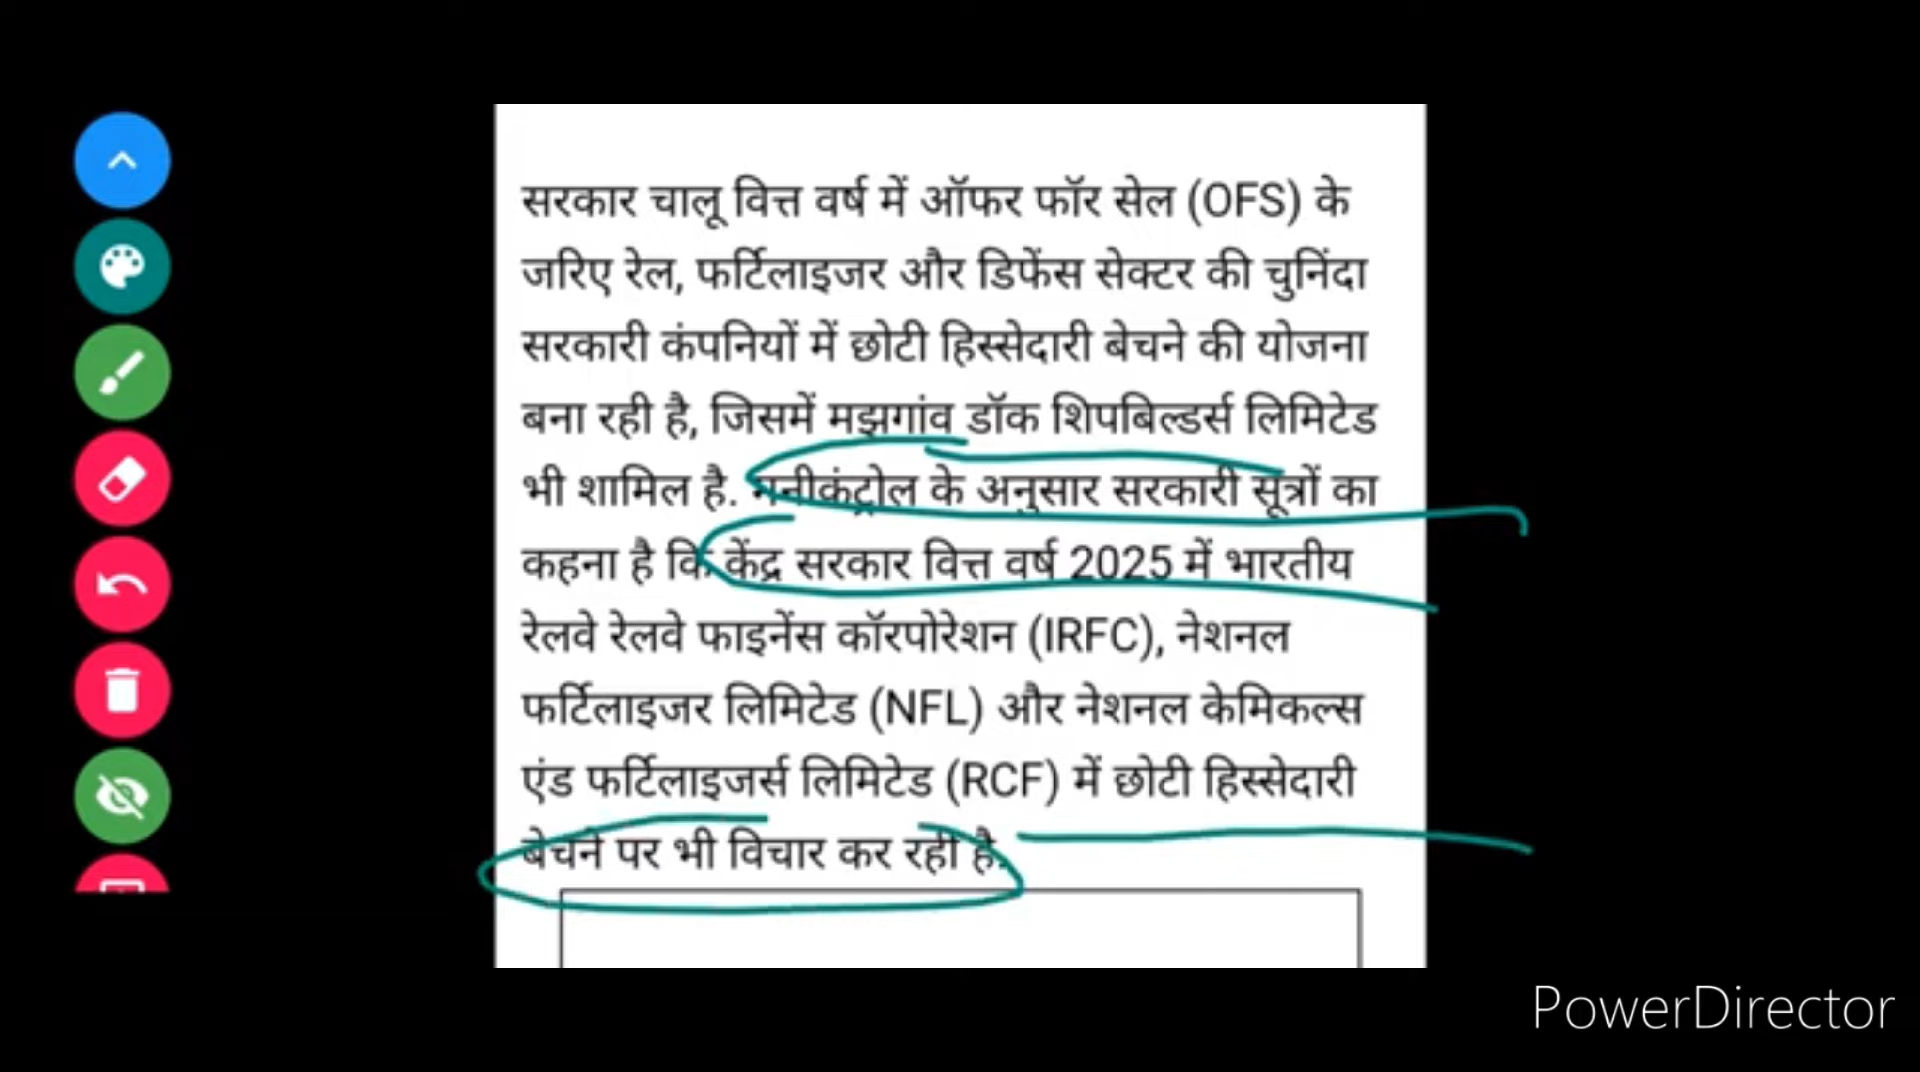 सरकार चालू वित्त वर्ष में ऑफर फॉर सेल (OFS) के
जरिए रेल, फर्टिलाइजर और डिफेंस सेक्टर की चुनिंदा
सरकारी कंपनियों में छोटी हिस्सेदारी बेचने की योजना
बना रही है, जिसमें मझगांव डॉक शिपबिल्डर्स लिमिटेड
भी शामिल है. मनीकंट्रोल के अनुसार सरकारी सूत्रों का
कहना है कि केंद्र सरकार वित्त वर्ष 2025 में भारतीय
रेलवे रेलवे फाइनेंस कॉरपोरेशन (IRFC), नेशनल
फर्टिलाइजर लिमिटेड (NFL) और नेशनल केमिकल्स
एंड फर्टिलाइजर्स लिमिटेड (RCF) में छोटी हिस्सेदारी
बेचने पर भी विचार कर रही है.
PowerDirector